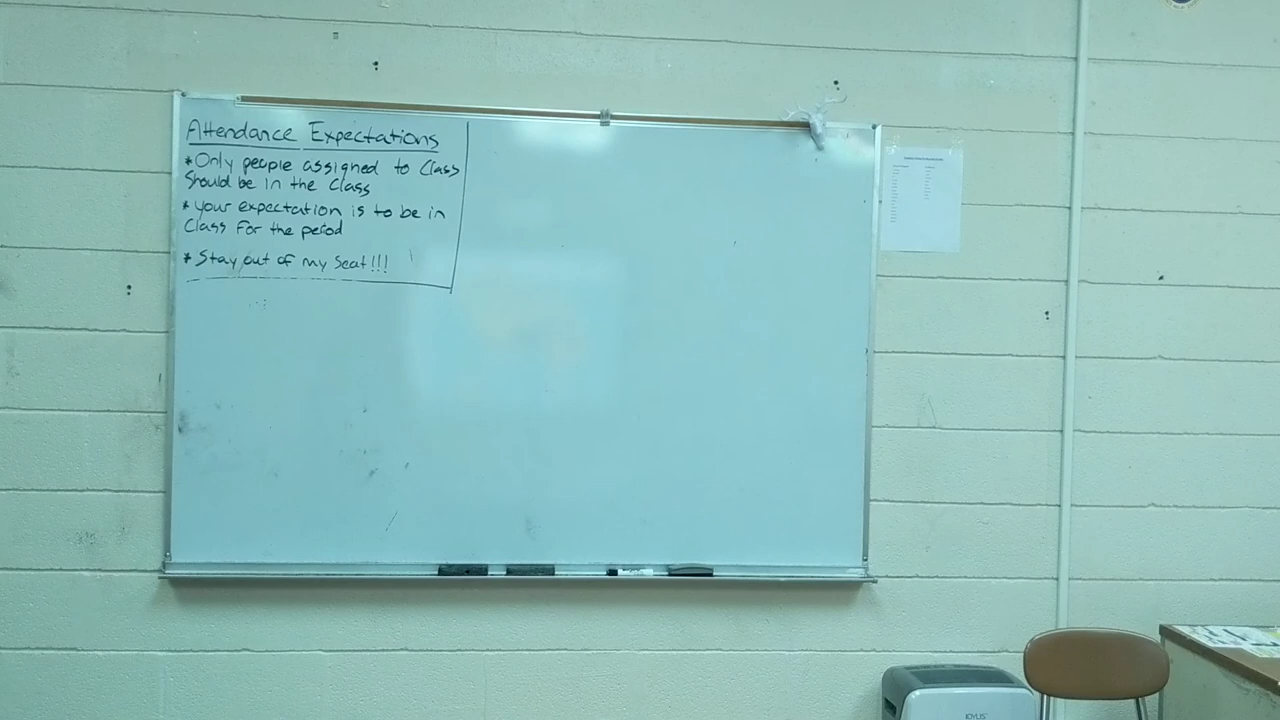 Attendance Expectations
*Only people assigned to Class
Should be in the Class
*Your expectation is to be in
Class For the period
*Stay out of my Seat!!!
IDYLIS